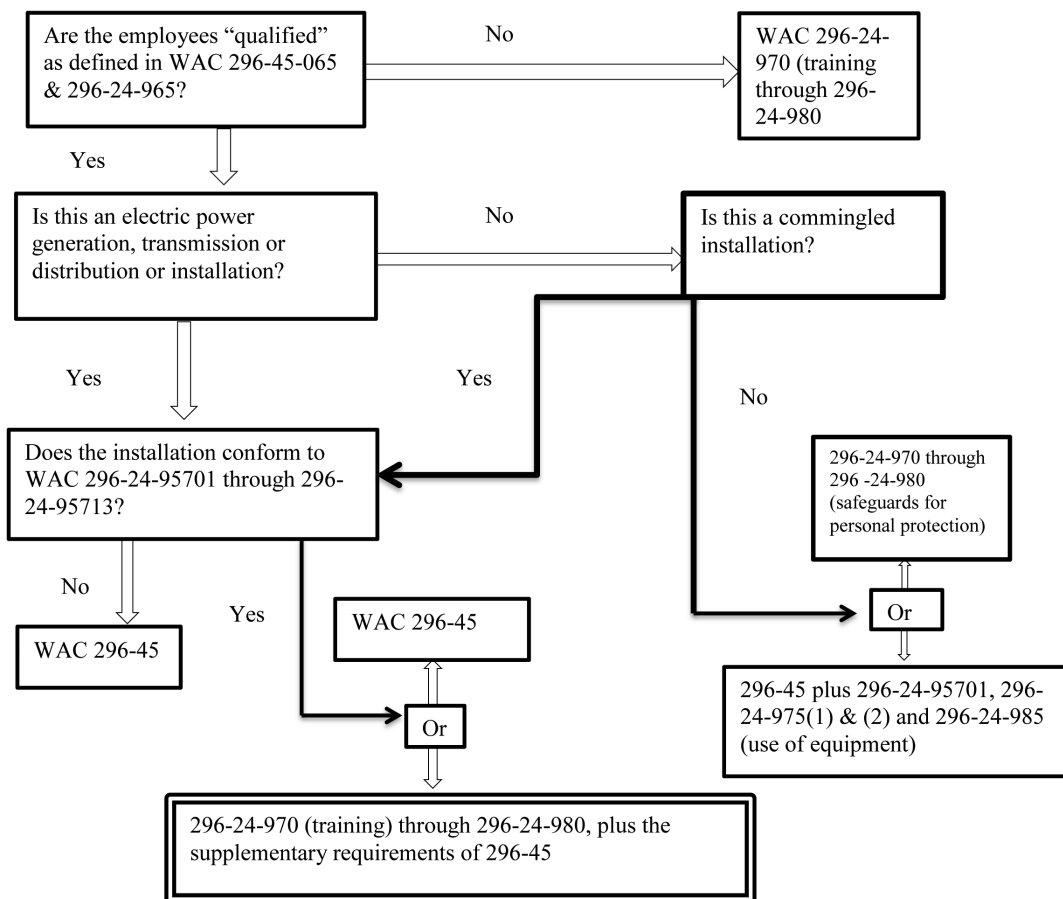 Are the employees “qualified”
as defined in WAC 296-45-065
& 296-24-965?
No
WAC 296-24-
970 (training
through 296-
24-980
Yes
Is this an electric power
generation, transmission or
distribution or installation?
No
Is this a commingled
installation?
Yes
Yes
No
Does the installation conform to
WAC 296-24-95701 through 296-
24-95713?
296-24-970 through
296 -24-980
(safeguards for
personal protection)
No
Yes
WAC 296-45
WAC 296-45
Or
Or
296-45 plus 296-24-95701, 296-
24-975(1) & (2) and 296-24-985
(use of equipment)
296-24-970 (training) through 296-24-980, plus the
supplementary requirements of 296-45